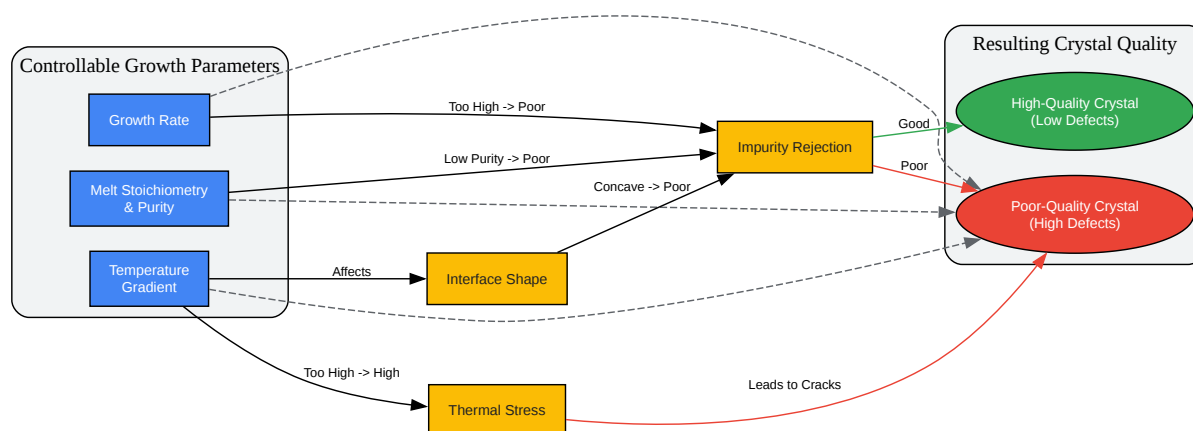 Controllable Growth Parameters
Growth Rate
Melt Stoichiometry
& Purity
Temperature
Gradient
Too High -> Poor
Low Purity -> Poor
Concave -> Poor
Affects
Too High -> High
Impurity Rejection
Interface Shape
Thermal Stress
Good
Poor
Leads to Cracks
Resulting Crystal Quality
High-Quality Crystal
(Low Defects)
Poor-Quality Crystal
(High Defects)